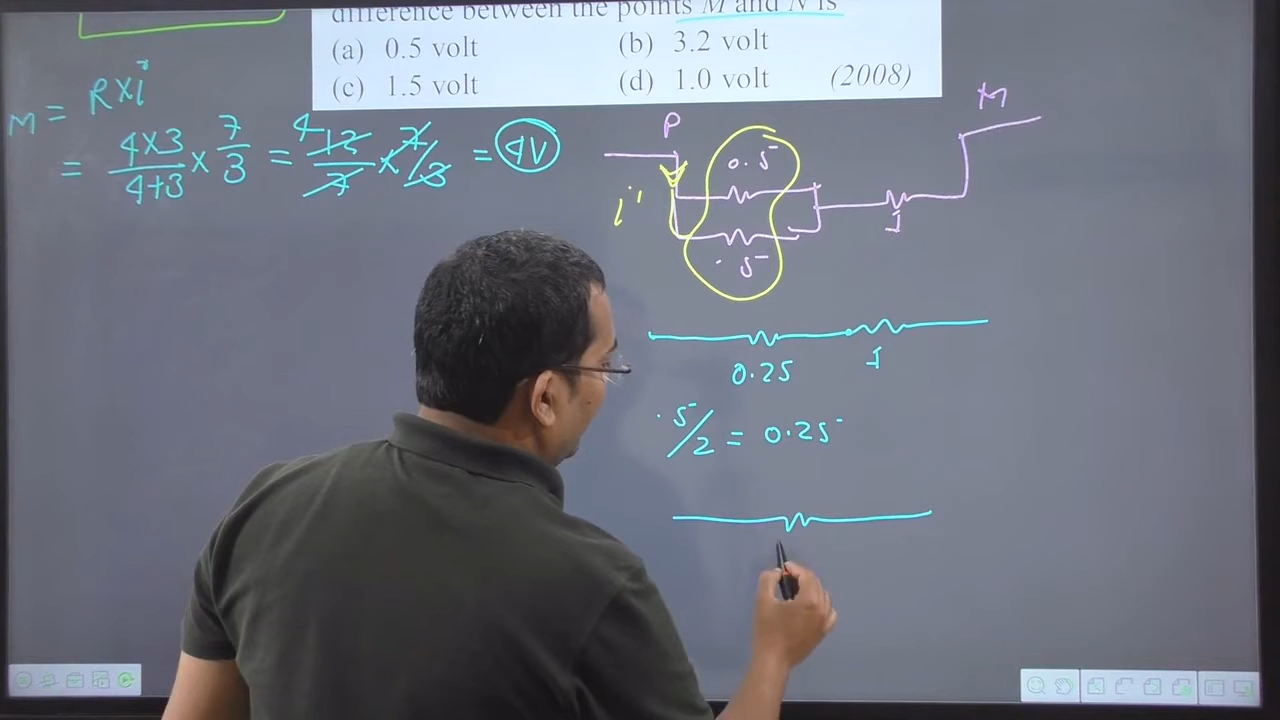 difference between the points M and N is
(a) 0.5 volt (b) 3.2 volt
(c) 1.5 volt (d) 1.0 volt (2008)
M = R×i
= 4×3/4+3 × 7/3 = 4 12/7 × 7/3 = 4V
P
M
0.5
i'
1
.5
0.25
1
.5/2 = 0.25